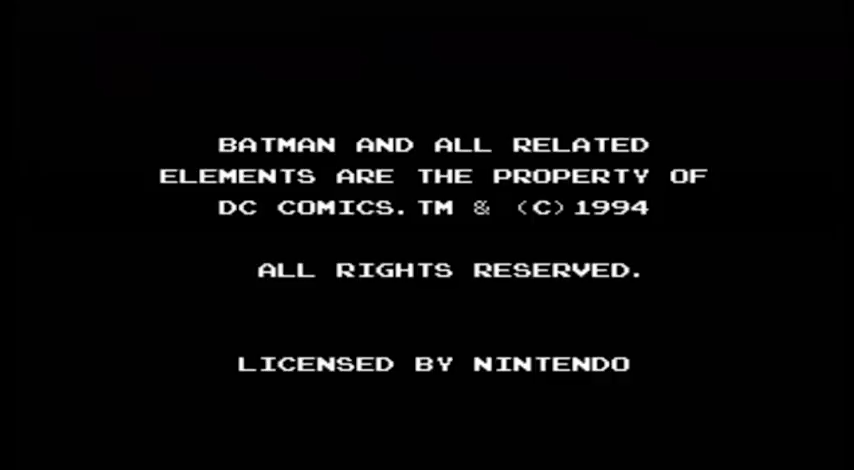 BATMAN AND ALL RELATED
ELEMENTS ARE THE PROPERTY OF
DC COMICS.TM & (C)1994
ALL RIGHTS RESERVED.
LICENSED BY NINTENDO